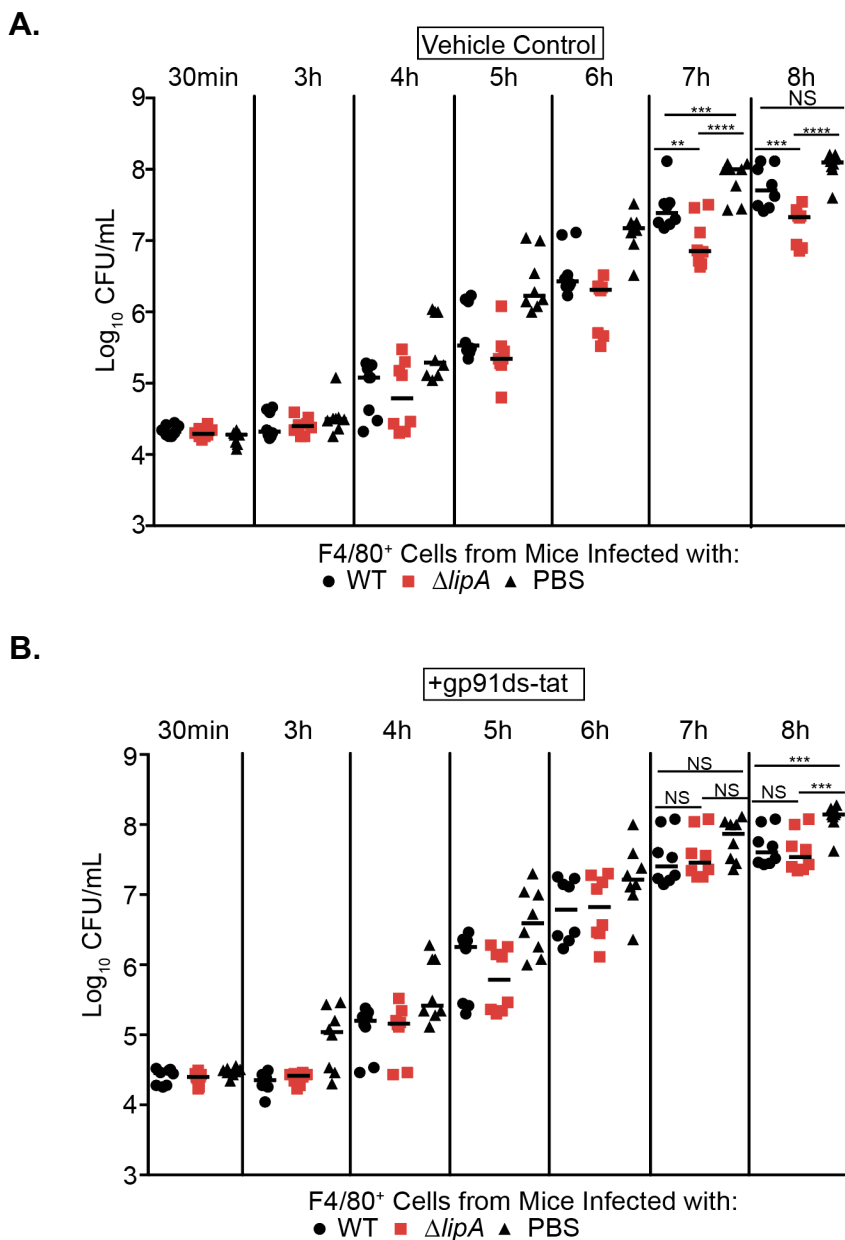 A.
Vehicle Control
30min 3h 4h 5h 6h 7h 8h
NS
***
**** ****
** ***
9
8
7
6
5
4
3
Log10 CFU/mL
F4/80+ Cells from Mice Infected with:
WT ΔlipA PBS
B.
+gp91ds-tat
30min 3h 4h 5h 6h 7h 8h
NS ***
NS NS NS ***
9
8
7
6
5
4
3
Log10 CFU/mL
F4/80+ Cells from Mice Infected with:
WT ΔlipA PBS